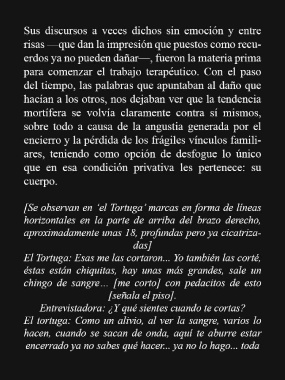 Sus discursos a veces dichos sin emoción y entre
risas —que dan la impresión que puestos como recu-
erdos ya no pueden dañar—, fueron la materia prima
para comenzar el trabajo terapéutico. Con el paso
del tiempo, las palabras que apuntaban al daño que
hacían a los otros, nos dejaban ver que la tendencia
mortífera se volvía claramente contra sí mismos,
sobre todo a causa de la angustia generada por el
encierro y la pérdida de los frágiles vínculos famili-
ares, teniendo como opción de desfogue lo único
que en esa condición privativa les pertenece: su
cuerpo.
[Se observan en ‘el Tortuga’ marcas en forma de líneas
horizontales en la parte de arriba del brazo derecho,
aproximadamente unas 18, profundas pero ya cicatriza-
das]
El Tortuga: Esas me las cortaron... Yo también las corté,
éstas están chiquitas, hay unas más grandes, sale un
chingo de sangre… [me corto] con pedacitos de esto
[señala el piso].
Entrevistadora: ¿Y qué sientes cuando te cortas?
El tortuga: Como un alivio, al ver la sangre, varios lo
hacen, cuando se sacan de onda, aquí te aburre estar
encerrado ya no sabes qué hacer... ya no lo hago... toda